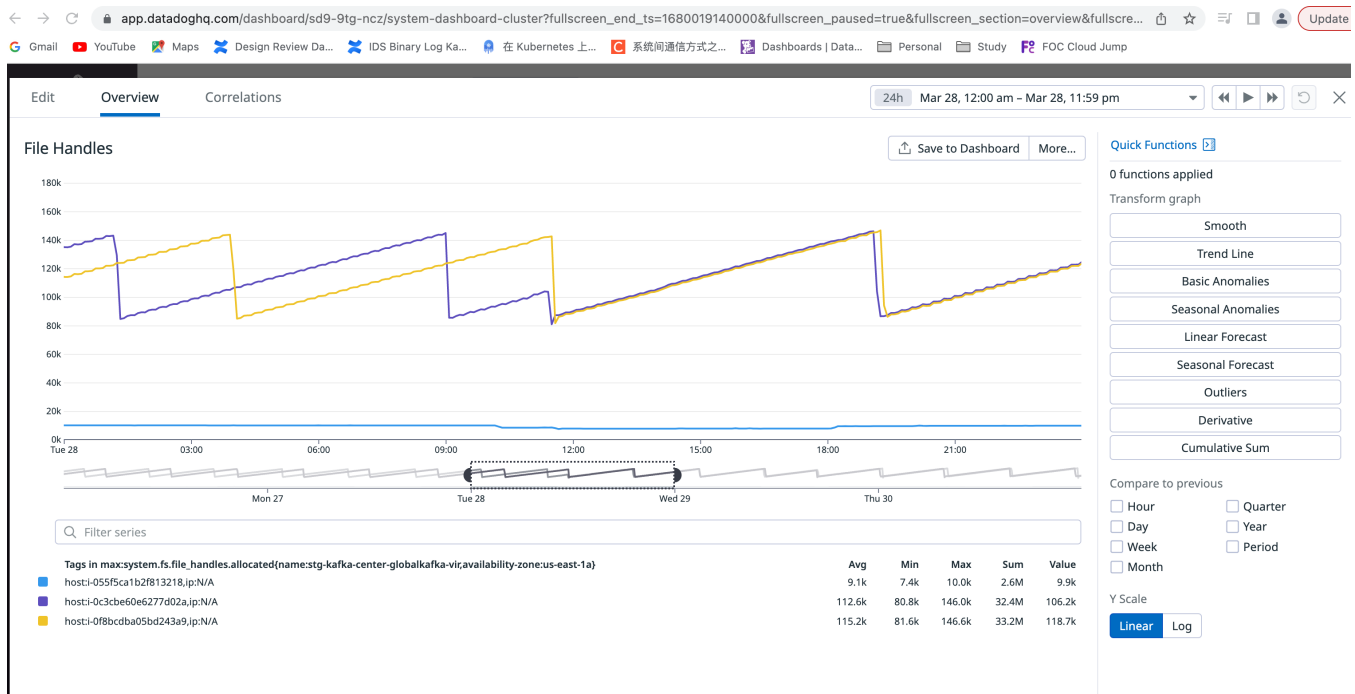 app.datadoghq.com/dashboard/sd9-9tg-ncz/system-dashboard-cluster?fullscreen_end_ts=1680019140000&fullscreen_paused=true&fullscreen_section=overview&fullscre...
Update
Gmail YouTube Maps Design Review Da... IDS Binary Log Ka... 在 Kubernetes 上... 系统间通信方式之... Dashboards | Data... Personal Study FOC Cloud Jump
Edit Overview Correlations 24h Mar 28, 12:00 am – Mar 28, 11:59 pm
File Handles
Save to Dashboard More...
180k
160k
140k
120k
100k
80k
60k
40k
20k
0k
Tue 28 03:00 06:00 09:00 12:00 15:00 18:00 21:00
Mon 27 Tue 28 Wed 29 Thu 30
Filter series
Tags in max:system.fs.file_handles.allocated{name:stg-kafka-center-globalkafka-vir,availability-zone:us-east-1a} Avg Min Max Sum Value
host:i-055f5ca1b2f813218,ip:N/A 9.1k 7.4k 10.0k 2.6M 9.9k
host:i-0c3cbe60e6277d02a,ip:N/A 112.6k 80.8k 146.0k 32.4M 106.2k
host:i-0f8bcdba05bd243a9,ip:N/A 115.2k 81.6k 146.6k 33.2M 118.7k
Quick Functions
0 functions applied
Transform graph
Smooth
Trend Line
Basic Anomalies
Seasonal Anomalies
Linear Forecast
Seasonal Forecast
Outliers
Derivative
Cumulative Sum
Compare to previous
Hour Quarter
Day Year
Week Period
Month
Y Scale
Linear Log